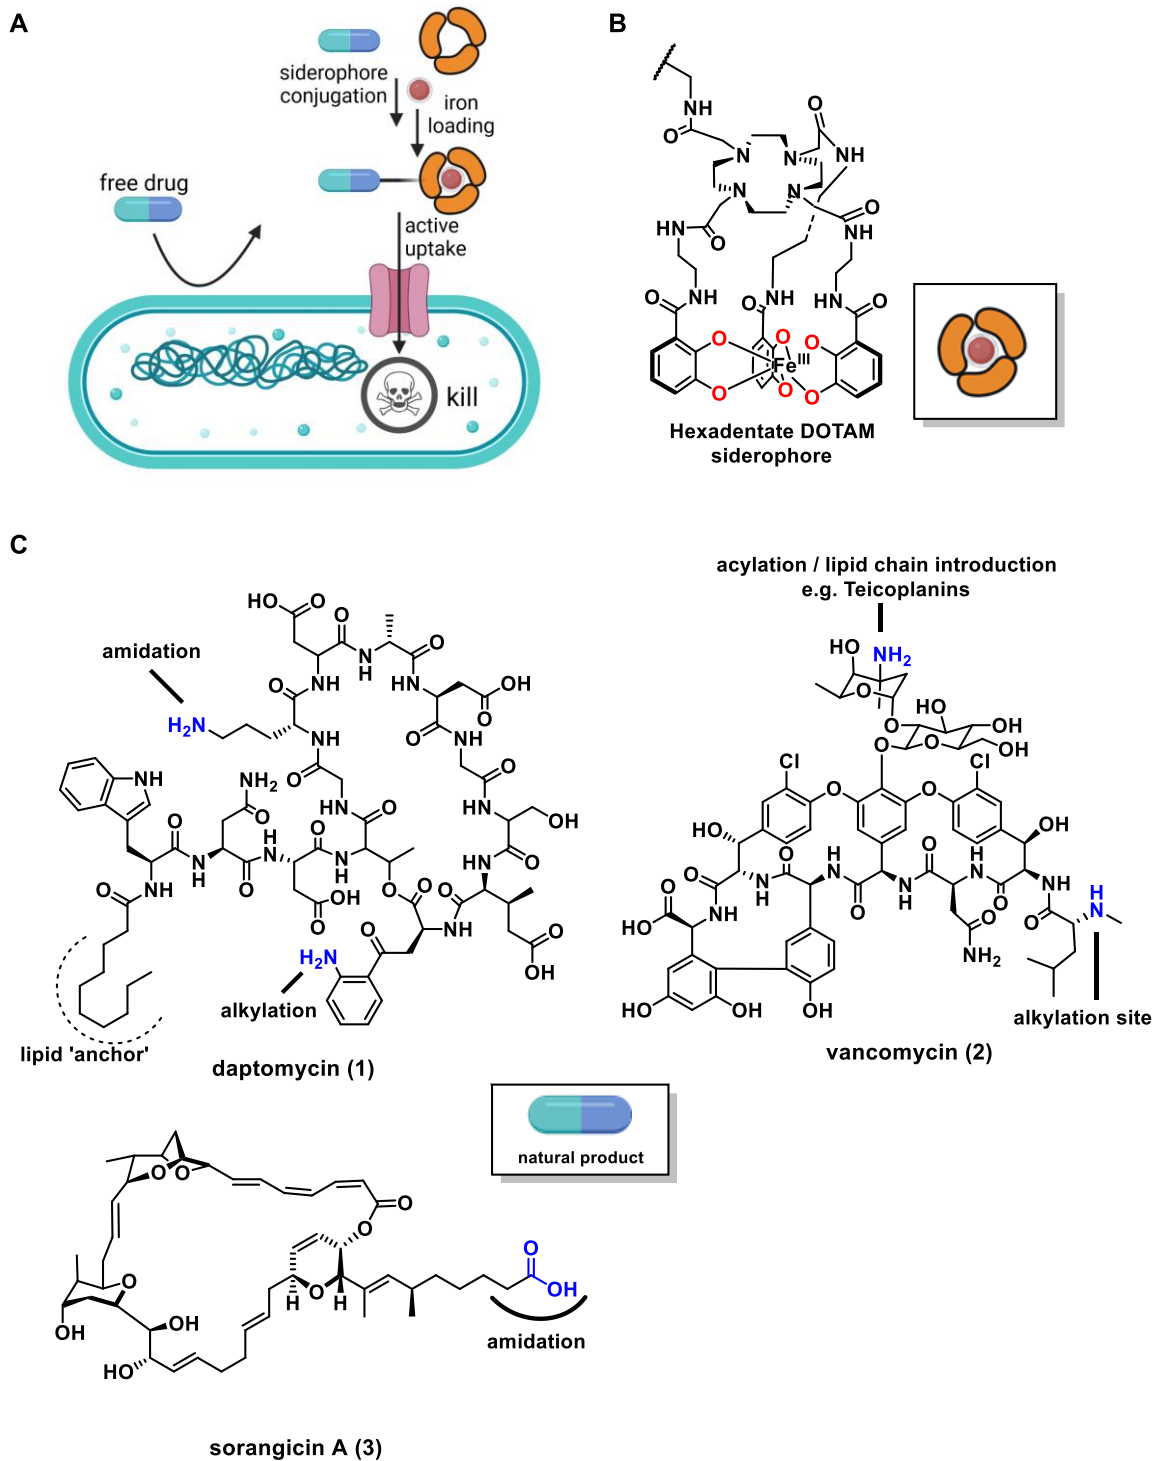 A
siderophore
conjugation
iron
loading
free drug
active
uptake
kill
B
NH
O
O
NH
N
N
N
N
HN
O
O
NH
O
NH
O
NH
HN
O
O
O
O
O
O
O
Fe^III
Hexadentate DOTAM
siderophore
C
amidation
HO
O
O
N
H
O
O
NH
HN
O
OH
H2N
NH
O
NH
NH
NH2
O
O
HN
O
HN
OH
O
H
N
O
O
N
H
O
N
H
O
NH
O
OH
O
O
O
HN
O
NH
O
OH
O
H2N
alkylation
lipid 'anchor'
daptomycin (1)
acylation / lipid chain introduction
e.g. Teicoplanins
HO
NH2
O
HO
OH
O
O
OH
O
Cl
O
O
Cl
HO
OH
O
O
N
H
O
H
N
O
N
H
O
H
N
O
NH
O
H
N
O
HO
NH
O
NH2
HO
OH
OH
alkylation site
vancomycin (2)
natural product
O
O
O
O
O
O
OH
OH
HO
O
H
H
O
OH
amidation
sorangicin A (3)